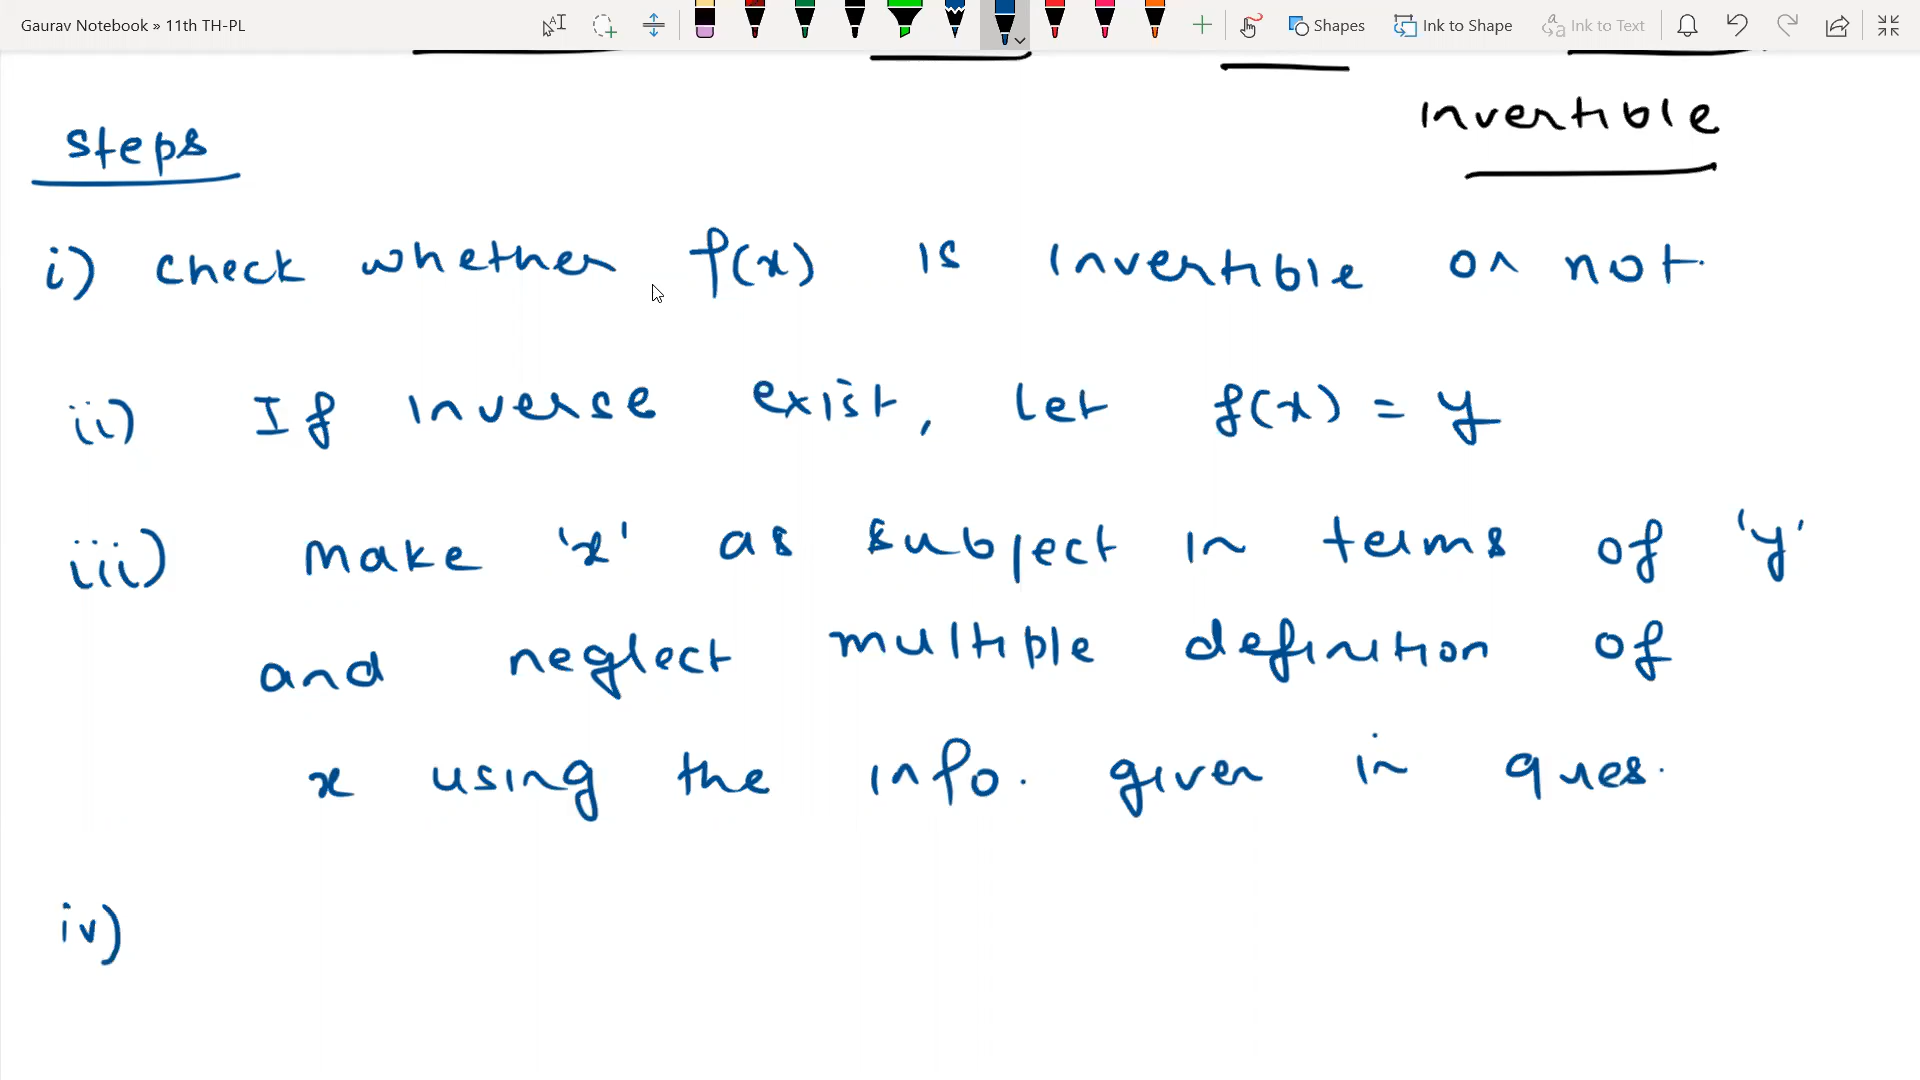 Gaurav Notebook » 11th TH-PL
Shapes
Ink to Shape
Ink to Text
invertible
Steps
i) check whether f(x) is invertible or not.
ii) If inverse exist, let f(x) = y
iii) Make 'x' as subject in terms of 'y'
and neglect multiple definition of
x using the info. given in ques.
iv)